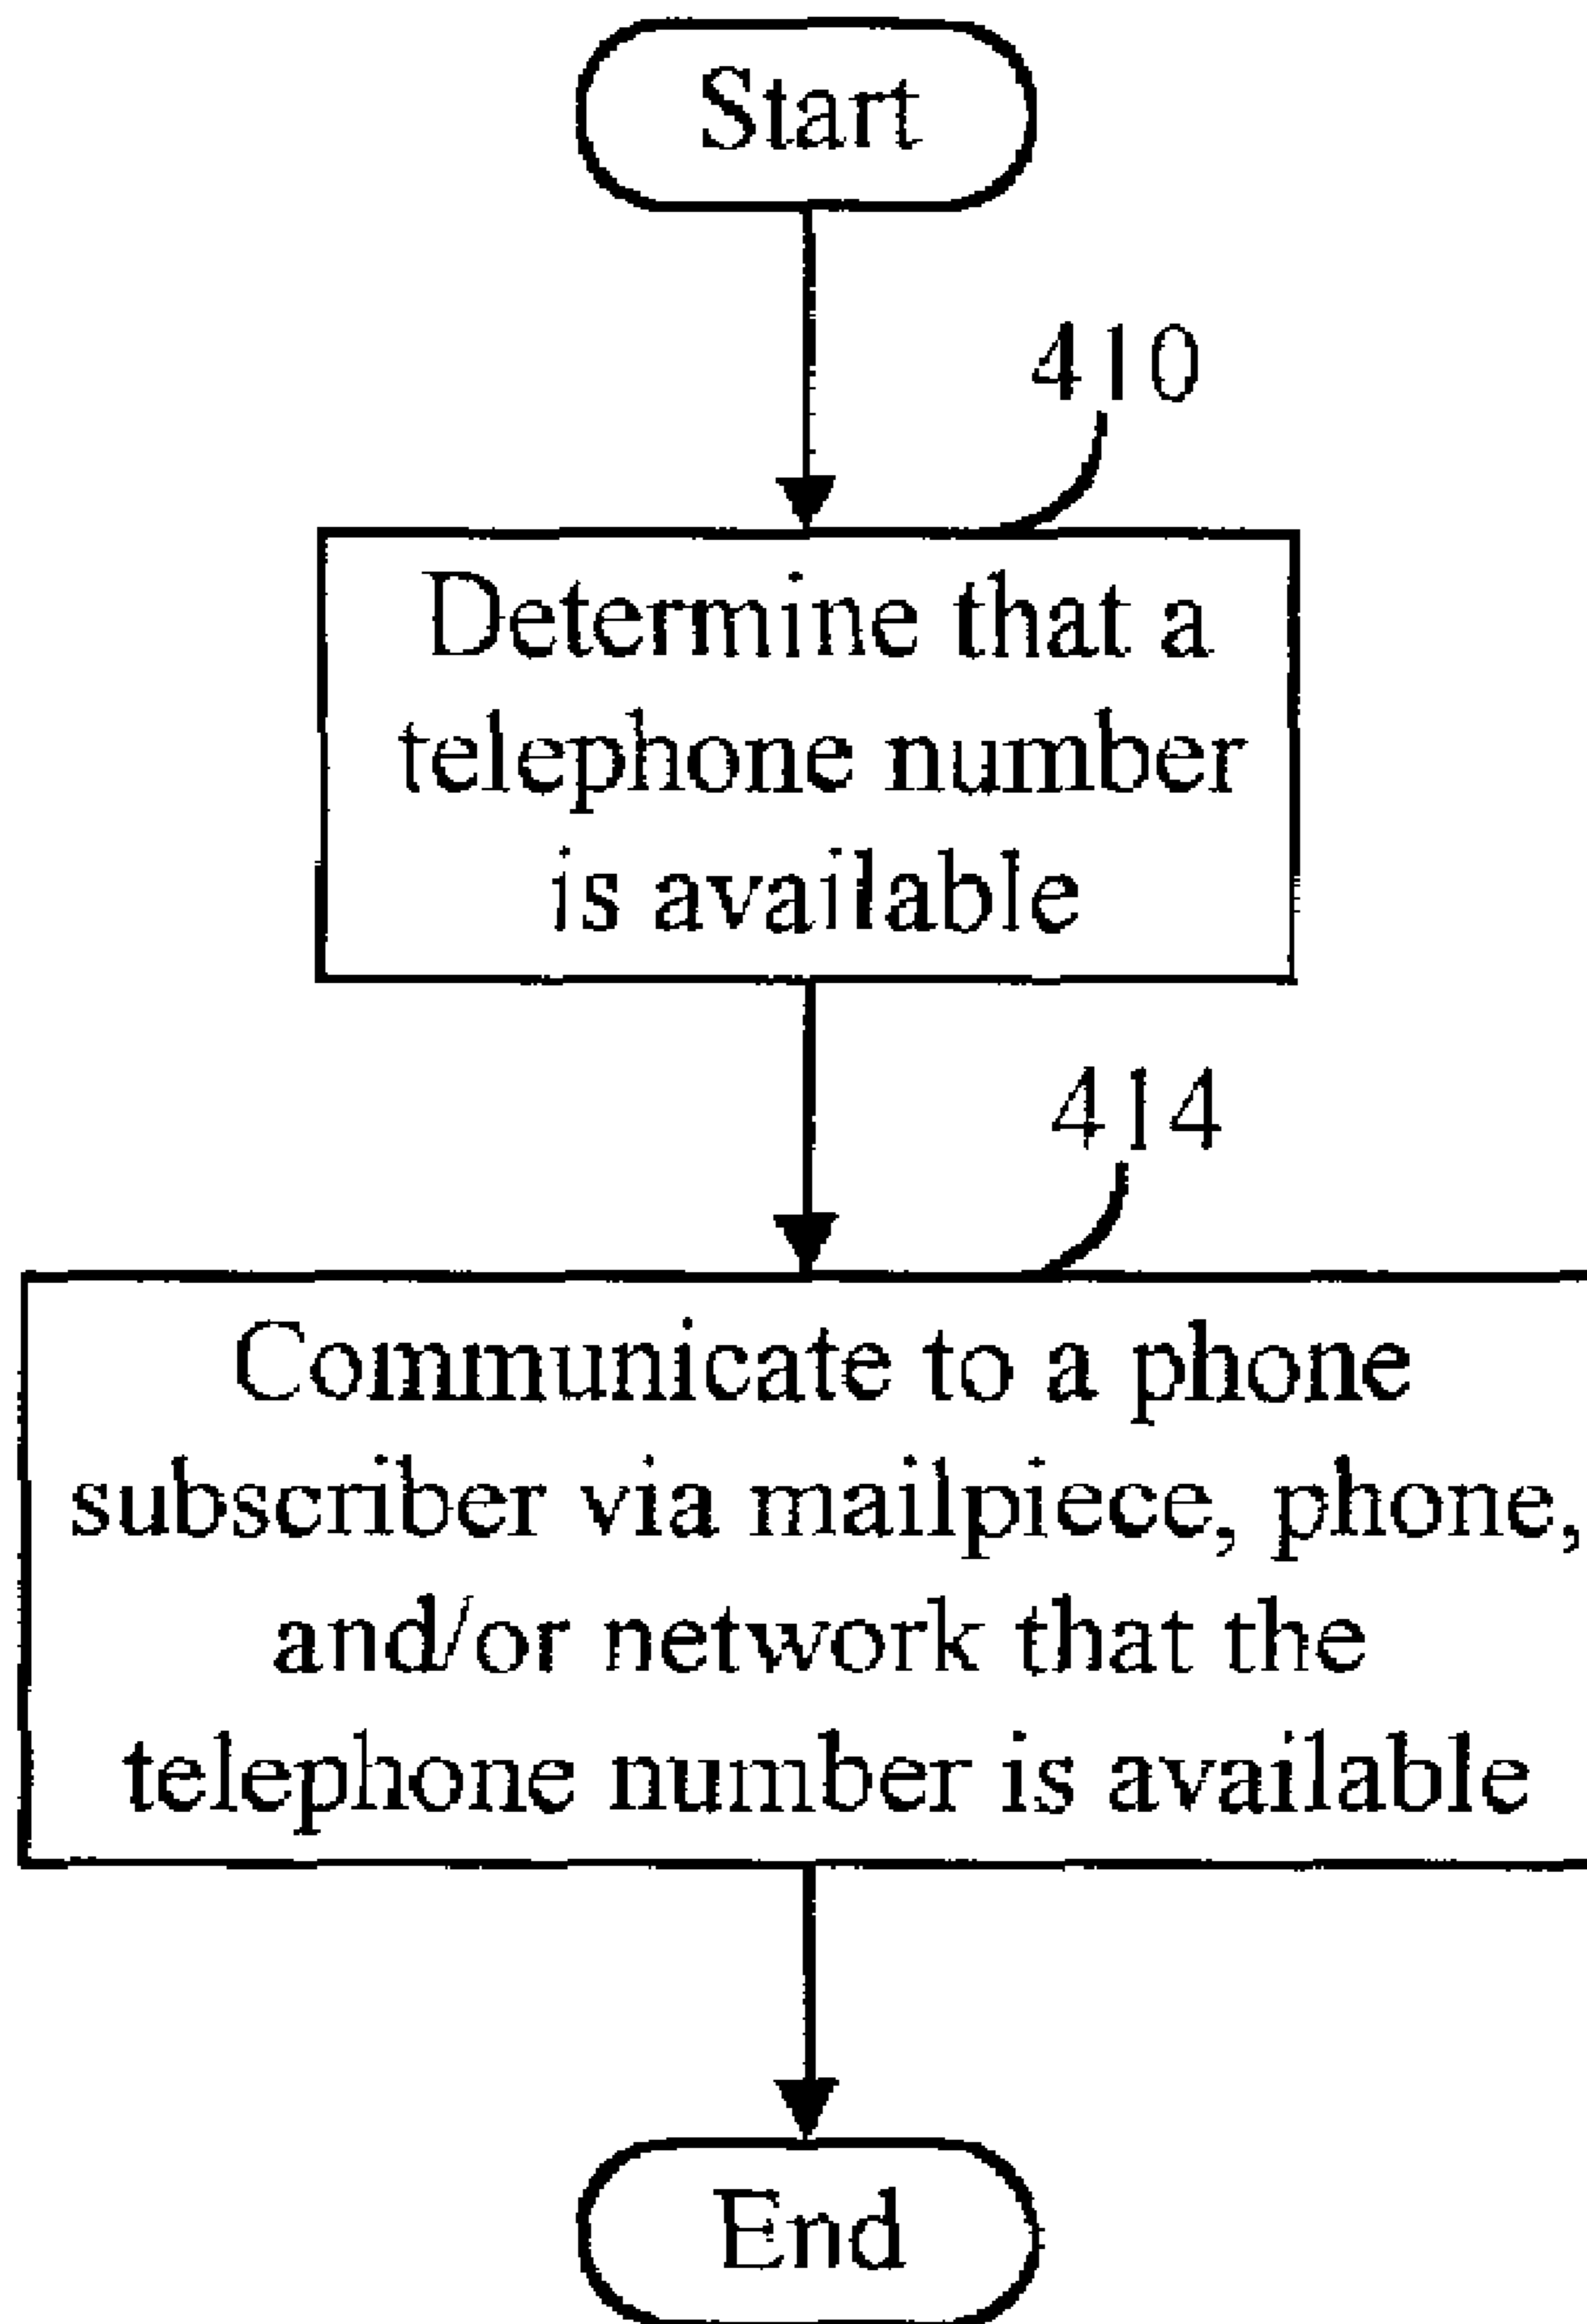 Start
410
Determine that a
telephone number
is available
414
Communicate to a phone
subscriber via mailpiece, phone,
and/or network that the
telephone number is available
End